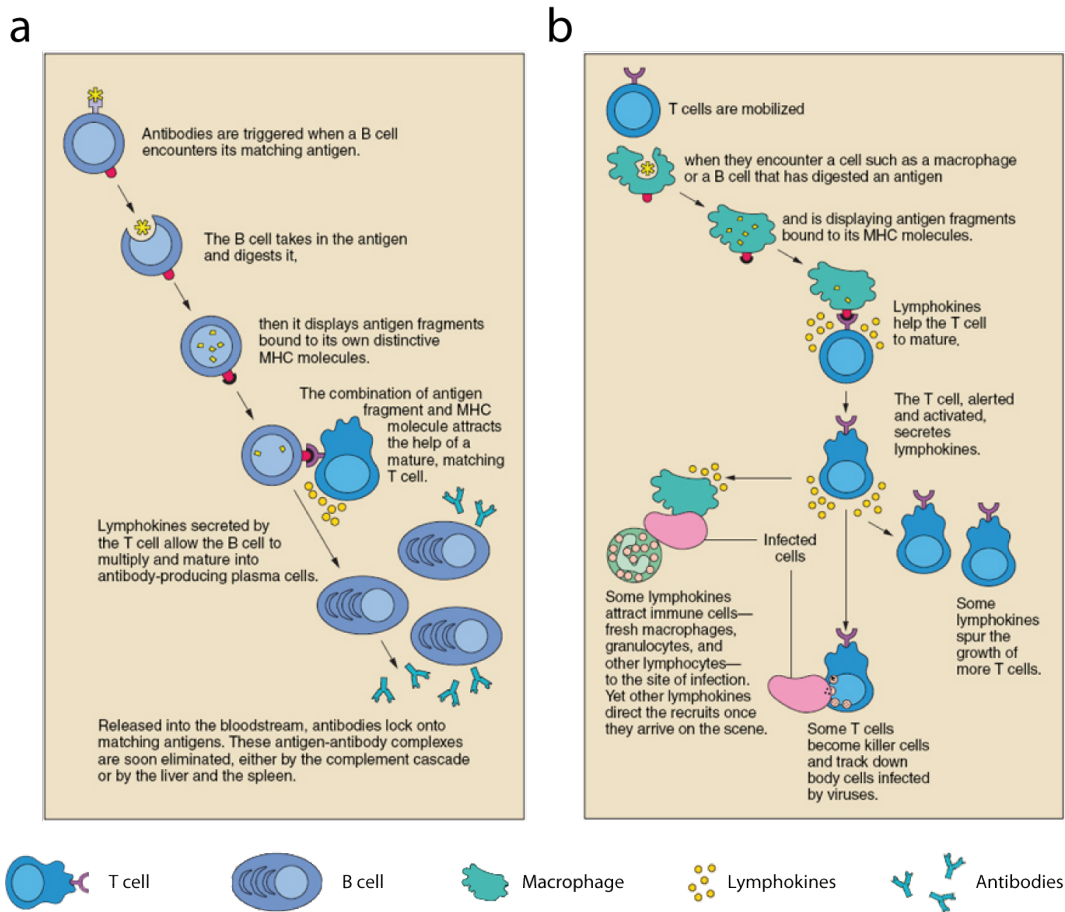 a
Antibodies are triggered when a B cell
encounters its matching antigen.
The B cell takes in the antigen
and digests it,
then it displays antigen fragments
bound to its own distinctive
MHC molecules.
The combination of antigen
fragment and MHC
molecule attracts
the help of a
mature, matching
T cell.
Lymphokines secreted by
the T cell allow the B cell to
multiply and mature into
antibody-producing plasma cells.
Released into the bloodstream, antibodies lock onto
matching antigens. These antigen-antibody complexes
are soon eliminated, either by the complement cascade
or by the liver and the spleen.
b
T cells are mobilized
when they encounter a cell such as a macrophage
or a B cell that has digested an antigen
and is displaying antigen fragments
bound to its MHC molecules.
Lymphokines
help the T cell
to mature.
The T cell, alerted
and activated,
secretes
lymphokines.
Infected
cells
Some lymphokines
attract immune cells—
fresh macrophages,
granulocytes, and
other lymphocytes—
to the site of infection.
Yet other lymphokines
direct the recruits once
they arrive on the scene.
Some
lymphokines
spur the
growth of
more T cells.
Some T cells
become killer cells
and track down
body cells infected
by viruses.
T cell
B cell
Macrophage
Lymphokines
Antibodies